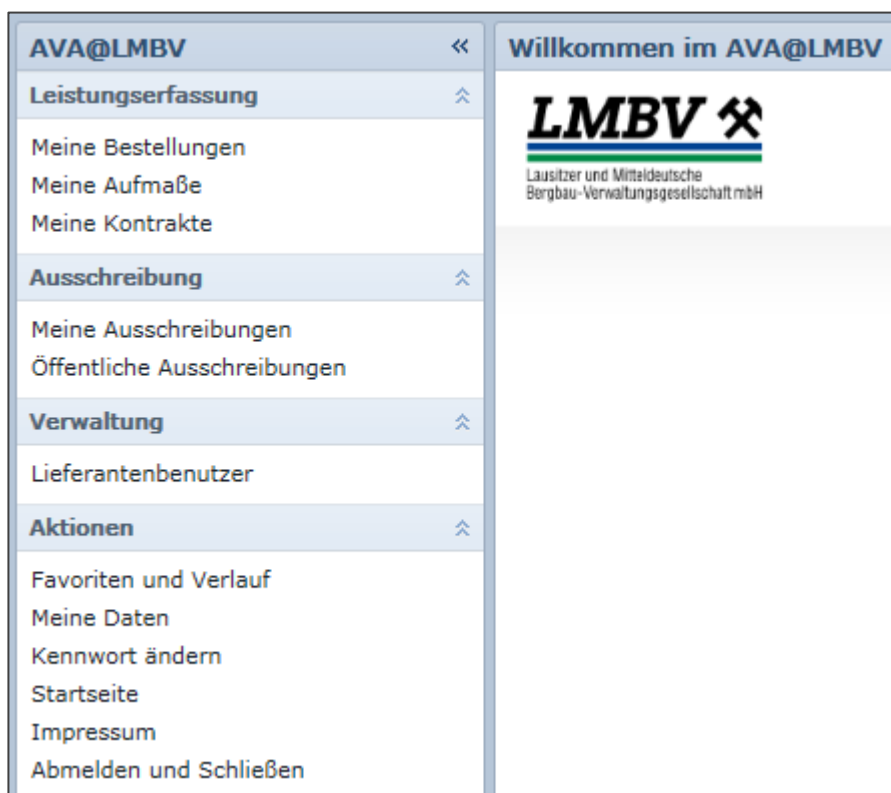 AVA@LMBV
Leistungserfassung
Meine Bestellungen
Meine Aufmaße
Meine Kontrakte
Ausschreibung
Meine Ausschreibungen
Öffentliche Ausschreibungen
Verwaltung
Lieferantenbenutzer
Aktionen
Favoriten und Verlauf
Meine Daten
Kennwort ändern
Startseite
Impressum
Abmelden und Schließen
Willkommen im AVA@LMBV
LMBV
Lausitzer und Mitteldeutsche
Bergbau-Verwaltungsgesellschaft mbH